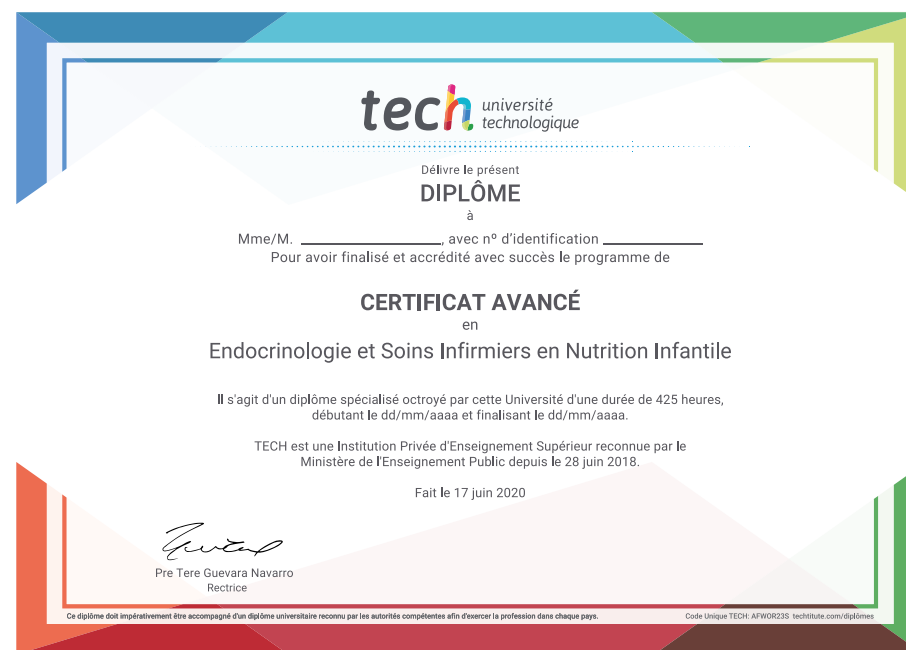 tech université
technologique
Délivre le présent
DIPLÔME
à
Mme/M. ____________________, avec nº d'identification ______________
Pour avoir finalisé et accrédité avec succès le programme de
CERTIFICAT AVANCÉ
en
Endocrinologie et Soins Infirmiers en Nutrition Infantile
Il s'agit d'un diplôme spécialisé octroyé par cette Université d'une durée de 425 heures,
débutant le dd/mm/aaaa et finalisant le dd/mm/aaaa.
TECH est une Institution Privée d'Enseignement Supérieur reconnue par le
Ministère de l'Enseignement Public depuis le 28 juin 2018.
Fait le 17 juin 2020
Pre Tere Guevara Navarro
Rectrice
Ce diplôme doit impérativement être accompagné d'un diplôme universitaire reconnu par les autorités compétentes afin d'exercer la profession dans chaque pays.
Code Unique TECH: AFWOR23S techtitute.com/diplômes